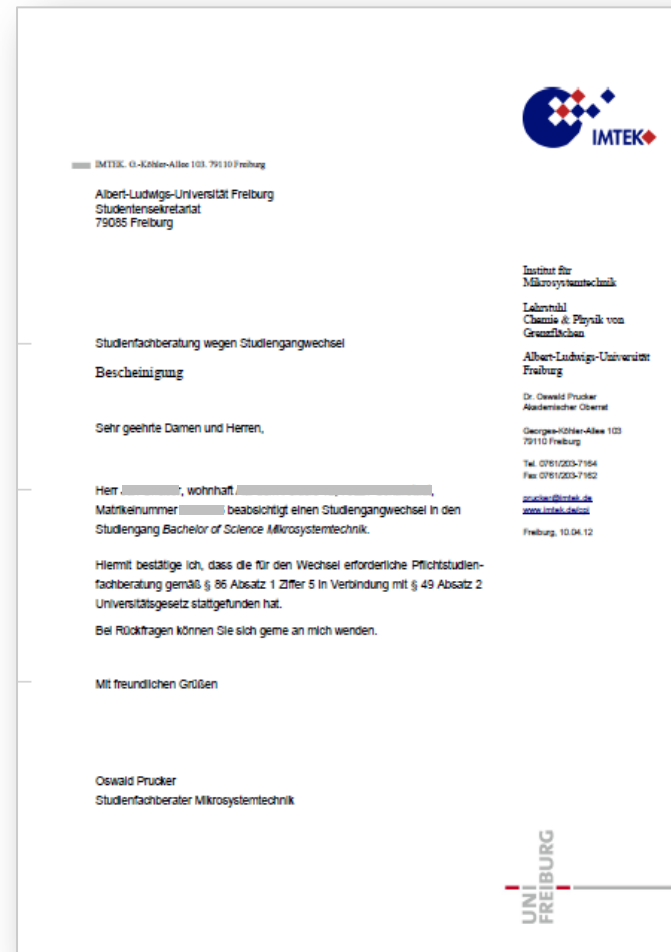 IMTEK
IMTEK. G.-Köhler-Allee 103. 79110 Freiburg
Albert-Ludwigs-Universität Freiburg
Studentensekretariat
79085 Freiburg
Institut für
Mikrosystemtechnik
Lehrstuhl
Chemie & Physik von
Grenzflächen
Albert-Ludwigs-Universität
Freiburg
Dr. Oswald Prucker
Akademischer Oberrat
Georges-Köhler-Allee 103
79110 Freiburg
Tel. 0761/203-7164
Fax 0761/203-7162
prucker@imtek.de
www.imtek.de/cpi
Freiburg, 10.04.12
Studienfachberatung wegen Studiengangwechsel
Bescheinigung
Sehr geehrte Damen und Herren,
Herr , wohnhaft ,
Matrikelnummer beabsichtigt einen Studiengangwechsel in den
Studiengang Bachelor of Science Mikrosystemtechnik.
Hiermit bestätige ich, dass die für den Wechsel erforderliche Pflichtstudien-
fachberatung gemäß § 86 Absatz 1 Ziffer 5 in Verbindung mit § 49 Absatz 2
Universitätsgesetz stattgefunden hat.
Bei Rückfragen können Sie sich gerne an mich wenden.
Mit freundlichen Grüßen
Oswald Prucker
Studienfachberater Mikrosystemtechnik
UNI
FREIBURG